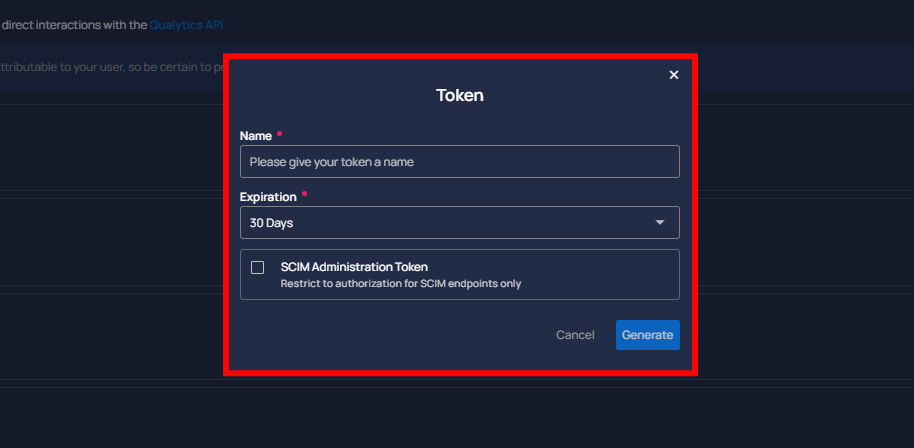 direct interactions with the Qualytics API
ttributable to your user, so be certain to pr
Token
Name *
Please give your token a name
Expiration *
30 Days
SCIM Administration Token
Restrict to authorization for SCIM endpoints only
Cancel
Generate